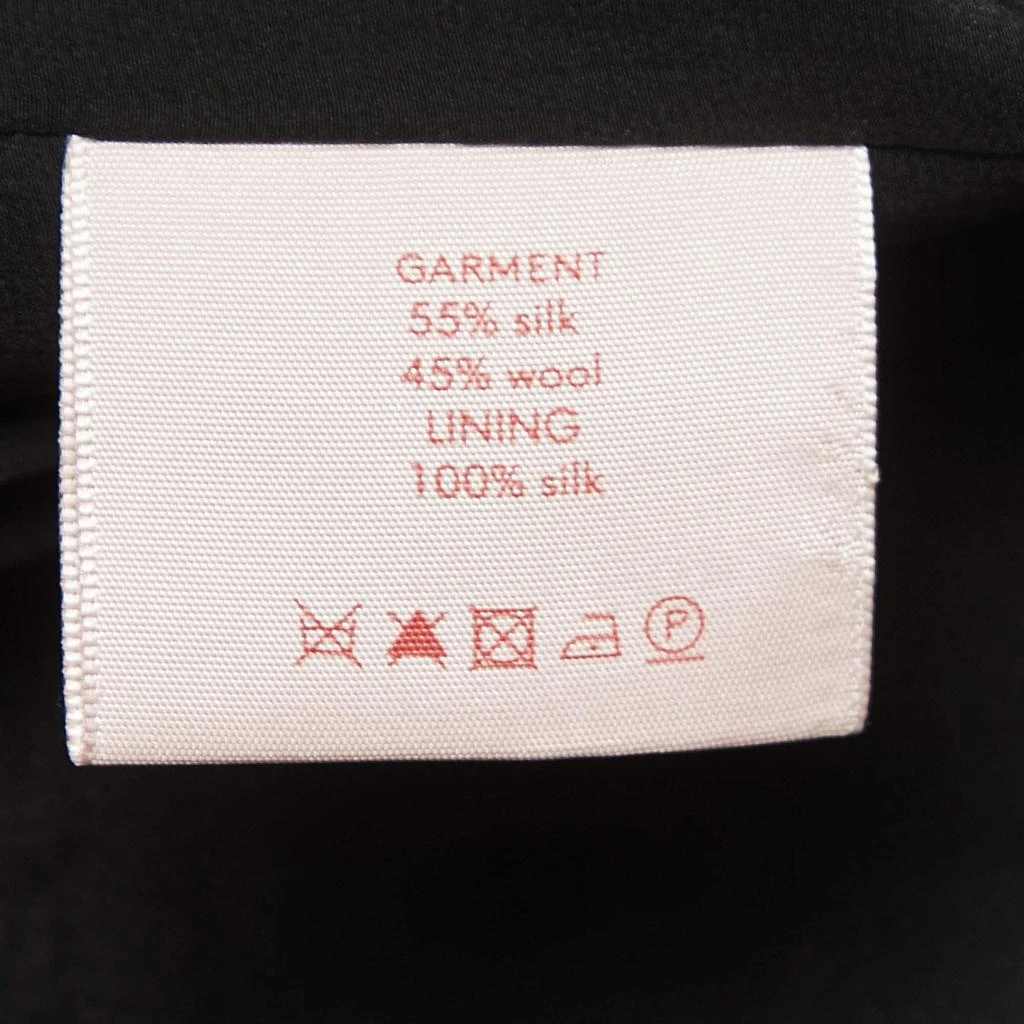 GARMENT
55% silk
45% wool
LINING
100% silk
P